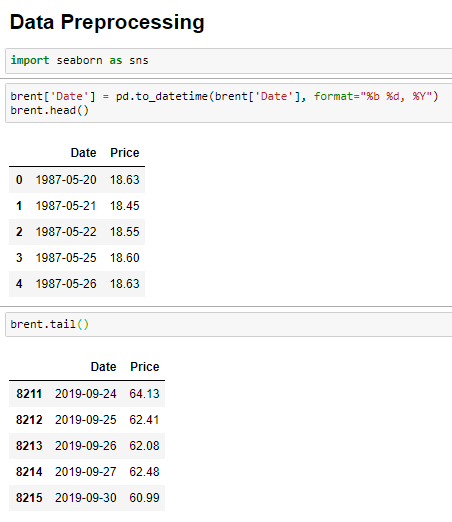 Data Preprocessing
import seaborn as sns
brent['Date'] = pd.to_datetime(brent['Date'], format="%b %d, %Y")
brent.head()
Date Price
0 1987-05-20 18.63
1 1987-05-21 18.45
2 1987-05-22 18.55
3 1987-05-25 18.60
4 1987-05-26 18.63
brent.tail()
Date Price
8211 2019-09-24 64.13
8212 2019-09-25 62.41
8213 2019-09-26 62.08
8214 2019-09-27 62.48
8215 2019-09-30 60.99